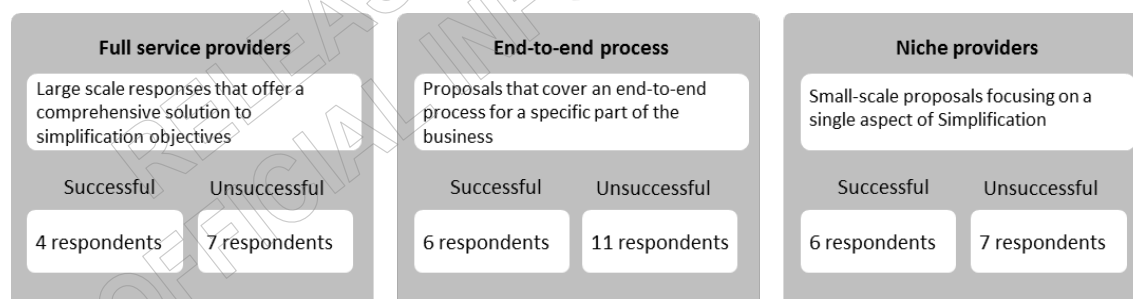 Full service providers
Large scale responses that offer a
comprehensive solution to
simplification objectives
Successful
Unsuccessful
4 respondents
7 respondents
End-to-end process
Proposals that cover an end-to-end
process for a specific part of the
business
Successful
Unsuccessful
6 respondents
11 respondents
Niche providers
Small-scale proposals focusing on a
single aspect of Simplification
Successful
Unsuccessful
6 respondents
7 respondents
OFFICIAL